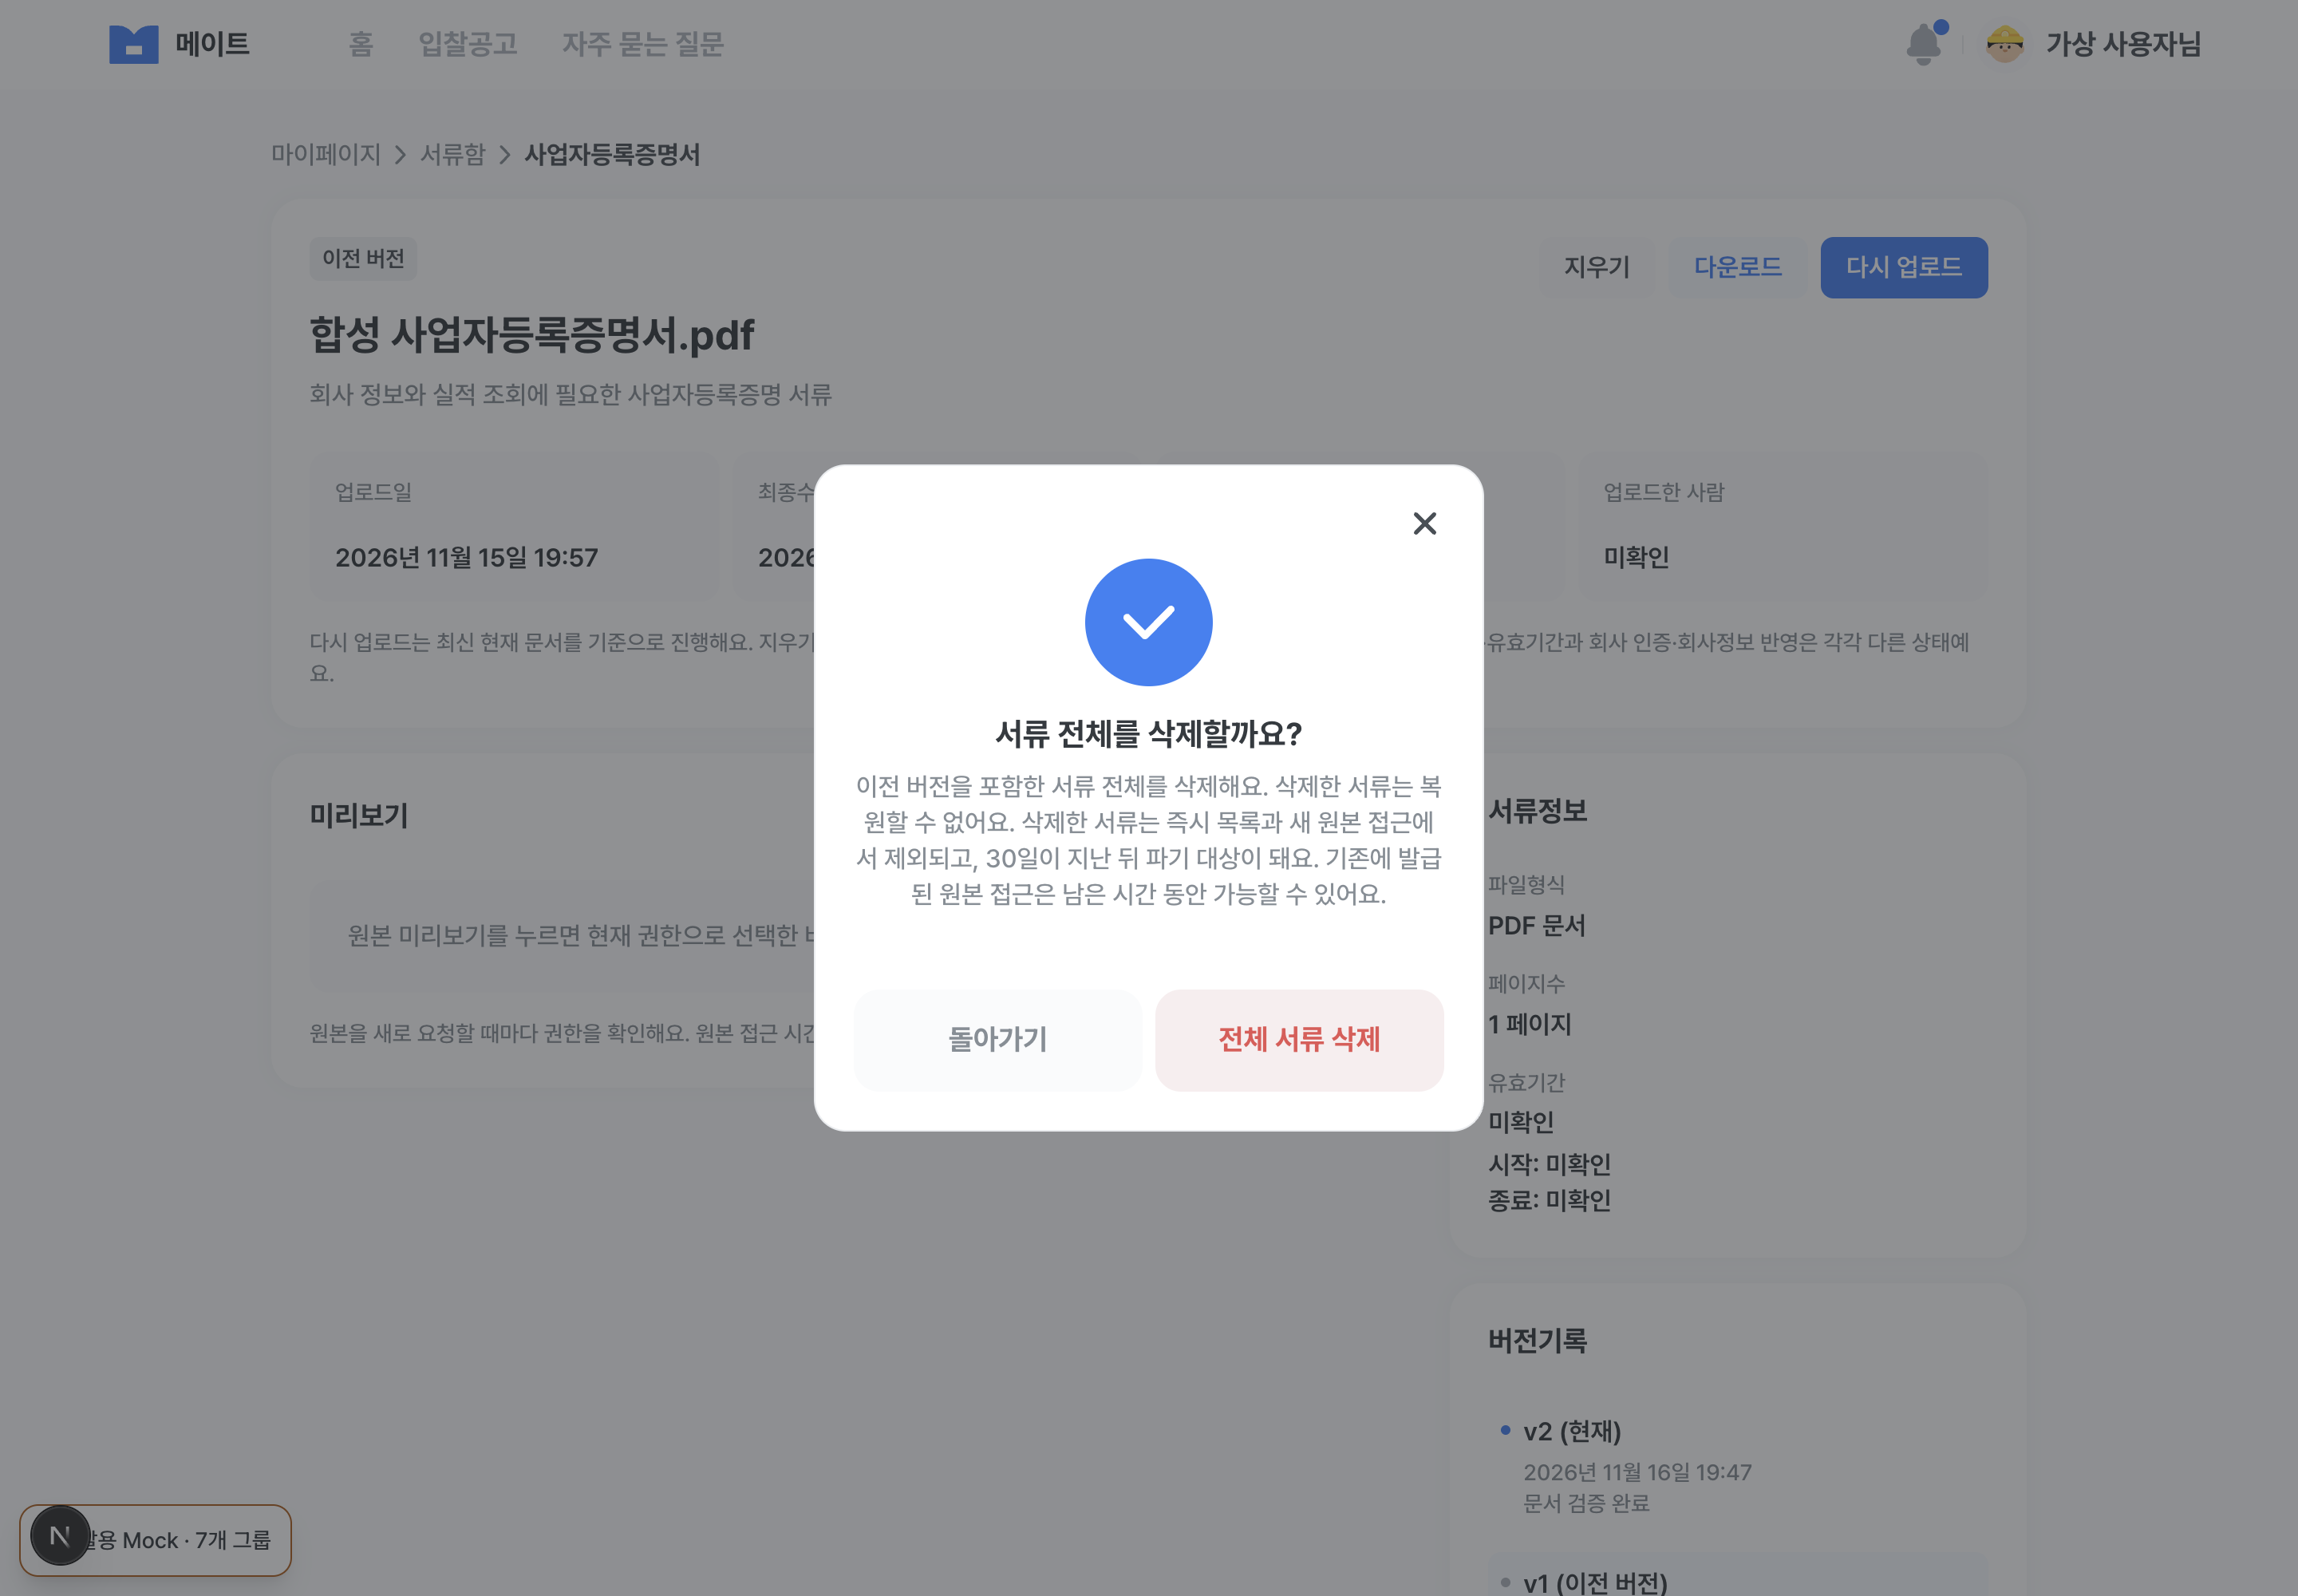 메이트
홈
입찰공고
자주 묻는 질문
가상 사용자님
마이페이지 > 서류함 > 사업자등록증명서
이전 버전
지우기
다운로드
다시 업로드
합성 사업자등록증명서.pdf
회사 정보와 실적 조회에 필요한 사업자등록증명 서류
업로드일
2026년 11월 15일 19:57
최종수
2026
업로드한 사람
미확인
다시 업로드는 최신 현재 문서를 기준으로 진행해요. 지우기
유효기간과 회사 인증·회사정보 반영은 각각 다른 상태예
요.
서류 전체를 삭제할까요?
이전 버전을 포함한 서류 전체를 삭제해요. 삭제한 서류는 복
원할 수 없어요. 삭제한 서류는 즉시 목록과 새 원본 접근에
서 제외되고, 30일이 지난 뒤 파기 대상이 돼요. 기존에 발급
된 원본 접근은 남은 시간 동안 가능할 수 있어요.
돌아가기
전체 서류 삭제
미리보기
원본 미리보기를 누르면 현재 권한으로 선택한
원본을 새로 요청할 때마다 권한을 확인해요. 원본 접근 시간
서류정보
파일형식
PDF 문서
페이지수
1 페이지
유효기간
미확인
시작: 미확인
종료: 미확인
버전기록
v2 (현재)
2026년 11월 16일 19:47
문서 검증 완료
v1 (이전 버전)
N
발용 Mock · 7개 그룹